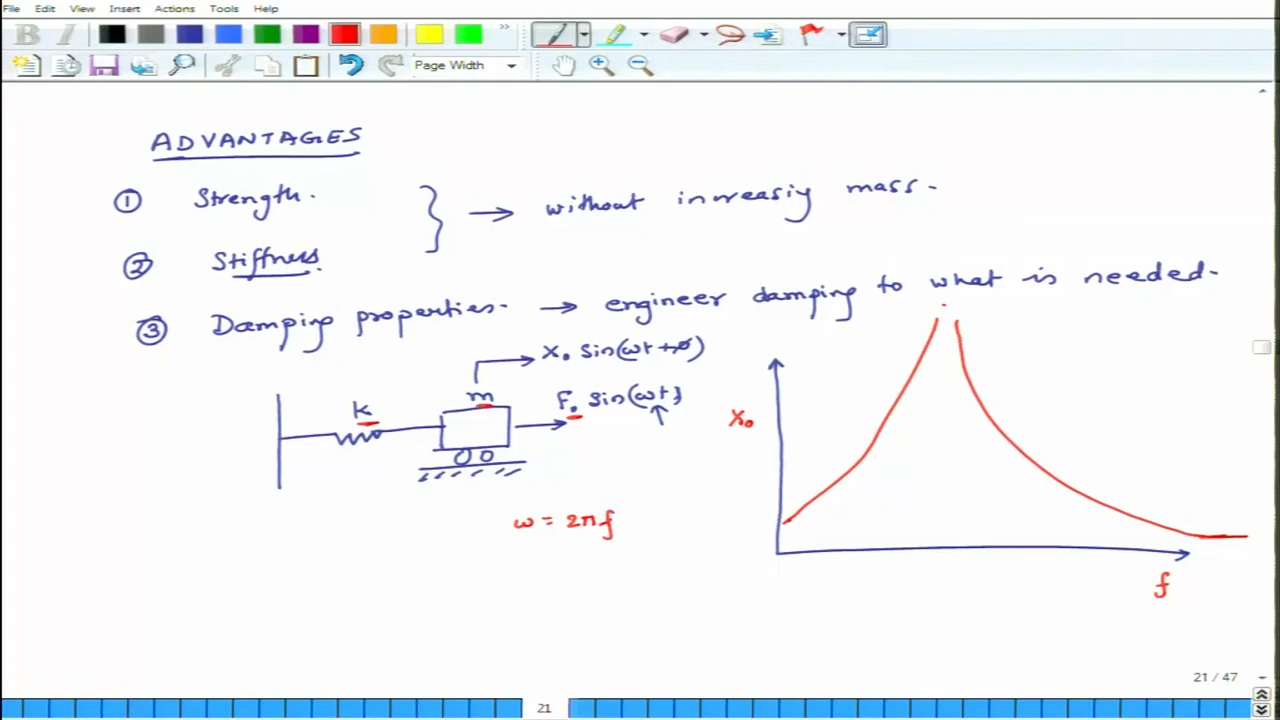 File Edit View Insert Actions Tools Help
B I
Page Width
ADVANTAGES
① Strength. } → without increasiy mass.
② Stiffness.
③ Damping properties. → engineer damping to what is needed.
X₀ sin(ωt+ø)
k m F₀ sin(ωt)
X₀
ω = 2πf
f
21 / 47
21